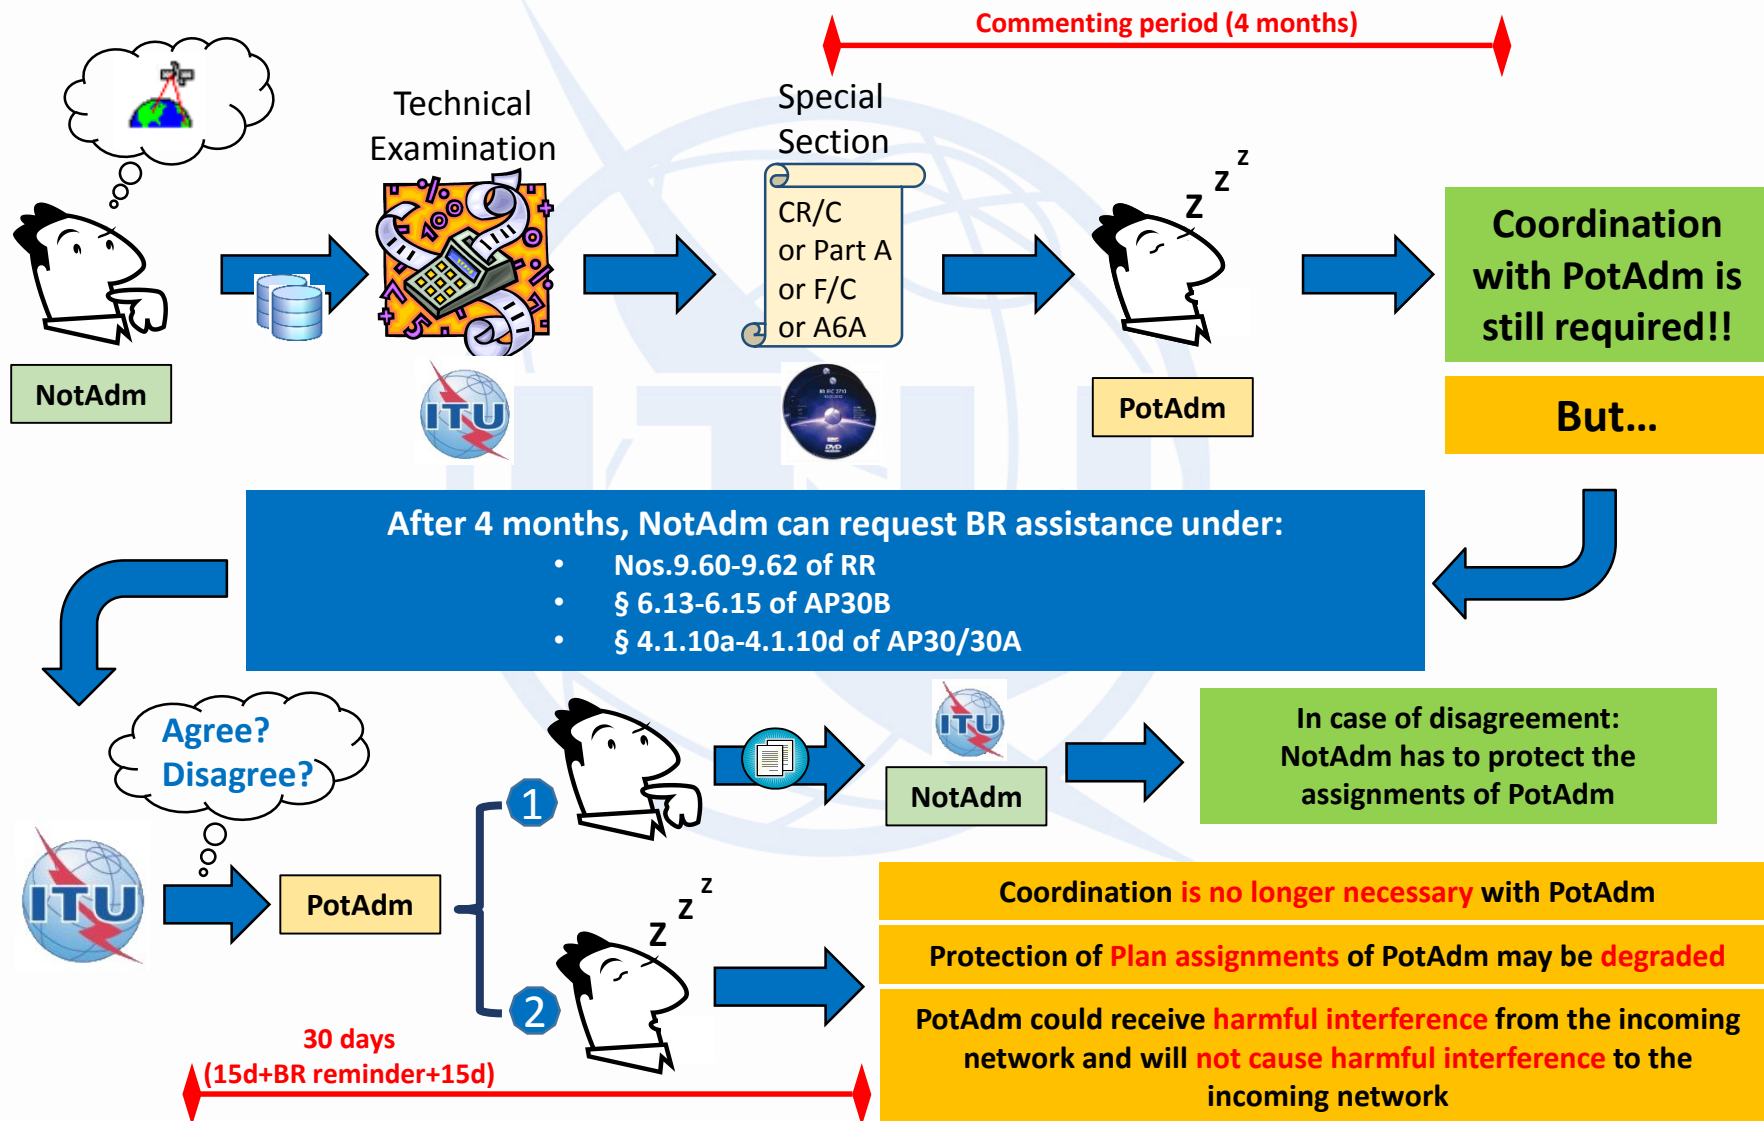 Commenting period (4 months)
Technical
Examination
Special
Section
CR/C
or Part A
or F/C
or A6A
z
z
z
Coordination
with PotAdm is
still required!!
NotAdm
ITU
PotAdm
But...
After 4 months, NotAdm can request BR assistance under:
• Nos.9.60-9.62 of RR
• § 6.13-6.15 of AP30B
• § 4.1.10a-4.1.10d of AP30/30A
Agree?
Disagree?
ITU
PotAdm
1
ITU
NotAdm
In case of disagreement:
NotAdm has to protect the
assignments of PotAdm
2
z
z
z
Coordination is no longer necessary with PotAdm
Protection of Plan assignments of PotAdm may be degraded
PotAdm could receive harmful interference from the incoming
network and will not cause harmful interference to the
incoming network
30 days
(15d+BR reminder+15d)